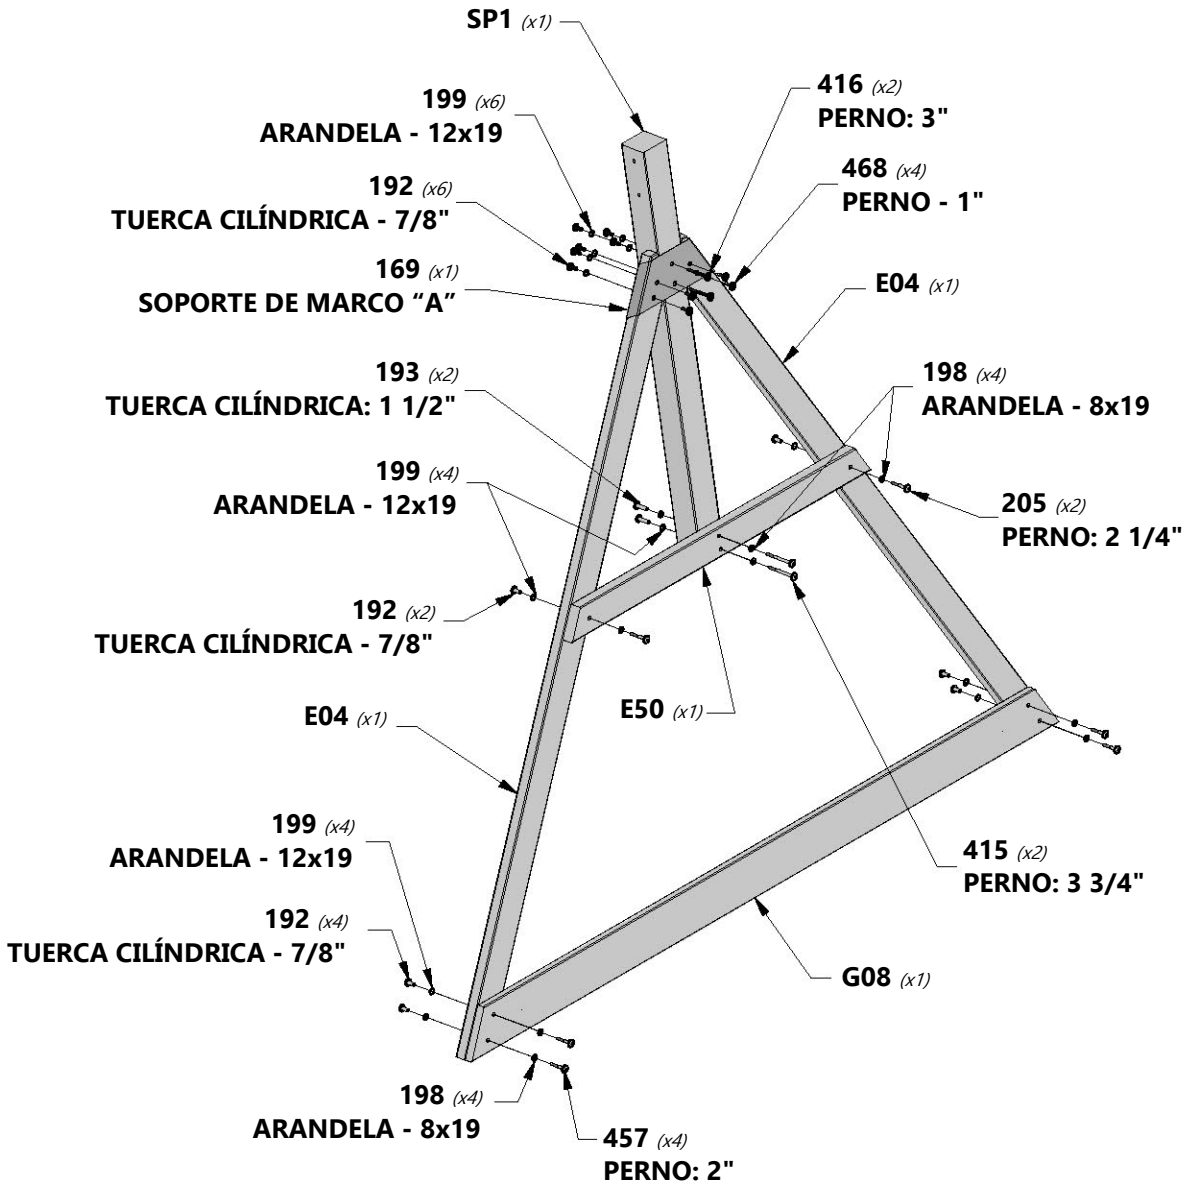 SP1 (x1)
416 (x2)
PERNO: 3"
199 (x6)
ARANDELA - 12x19
468 (x4)
PERNO - 1"
192 (x6)
TUERCA CILÍNDRICA - 7/8"
169 (x1)
SOPORTE DE MARCO “A”
E04 (x1)
193 (x2)
TUERCA CILÍNDRICA: 1 1/2"
198 (x4)
ARANDELA - 8x19
199 (x4)
ARANDELA - 12x19
205 (x2)
PERNO: 2 1/4"
192 (x2)
TUERCA CILÍNDRICA - 7/8"
E04 (x1)
E50 (x1)
199 (x4)
ARANDELA - 12x19
415 (x2)
PERNO: 3 3/4"
192 (x4)
TUERCA CILÍNDRICA - 7/8"
G08 (x1)
198 (x4)
ARANDELA - 8x19
457 (x4)
PERNO: 2"